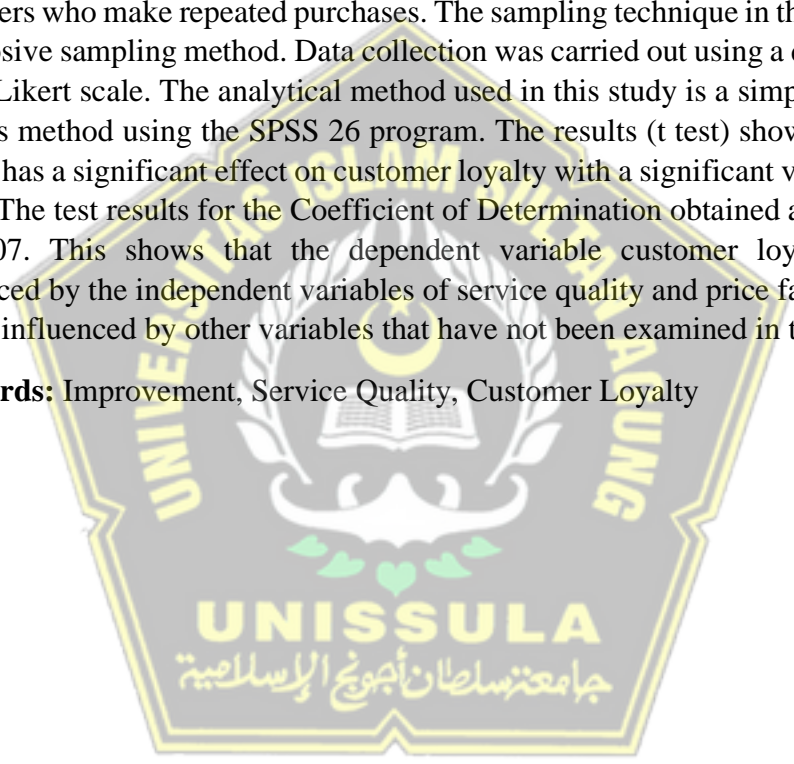 ers who make repeated purchases. The sampling technique in th
osive sampling method. Data collection was carried out using a
Likert scale. The analytical method used in this study is a simp
s method using the SPSS 26 program. The results (t test) show
has a significant effect on customer loyalty with a significant v
The test results for the Coefficient of Determination obtained a
07. This shows that the dependent variable customer loy
ced by the independent variables of service quality and price fa
influenced by other variables that have not been examined in t
rds: Improvement, Service Quality, Customer Loyalty
UNIVERSITAS ISLAM SULTAN AGUNG
UNISSULA
جامعة سلطان أجونج الإسلامية